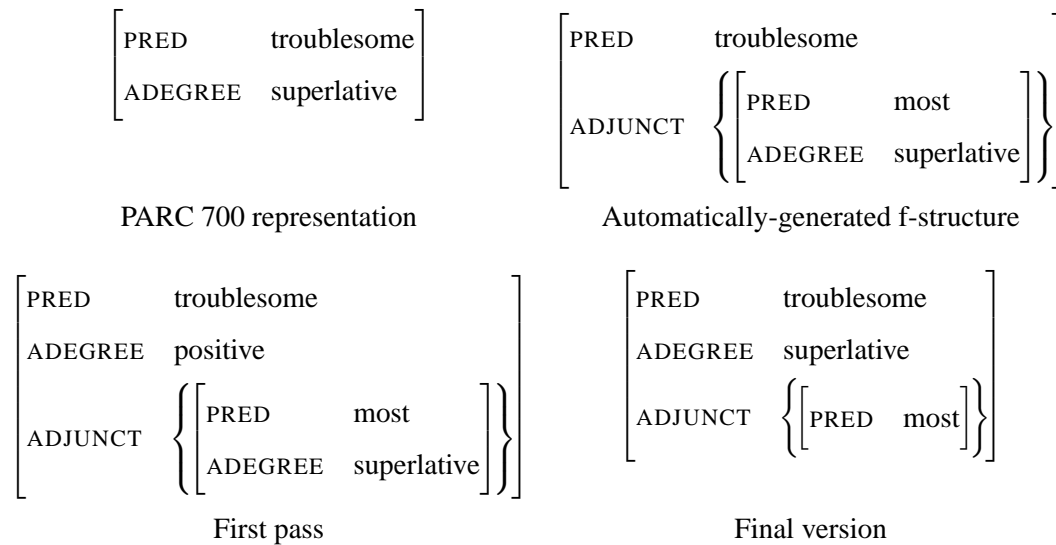 PRED troublesome
ADEGREE superlative
PARC 700 representation
PRED troublesome
ADJUNCT PRED most
ADEGREE superlative
Automatically-generated f-structure
PRED troublesome
ADEGREE positive
ADJUNCT PRED most
ADEGREE superlative
First pass
PRED troublesome
ADEGREE superlative
ADJUNCT PRED most
Final version